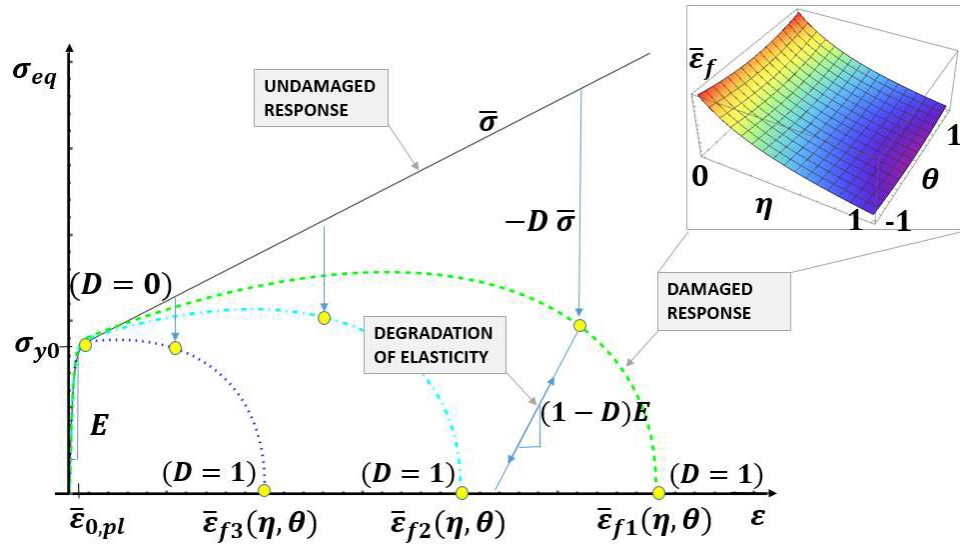 σ_eq
UNDAMAGED
RESPONSE
σ̅
ε̅_f
0
η
1
-1
θ
1
−D σ̅
(D = 0)
DAMAGED
RESPONSE
DEGRADATION
OF ELASTICITY
σ_y0
(1 − D)E
E
(D = 1)
(D = 1)
(D = 1)
ε̅_0,pl
ε̅_f3(η, θ)
ε̅_f2(η, θ)
ε̅_f1(η, θ)
ε